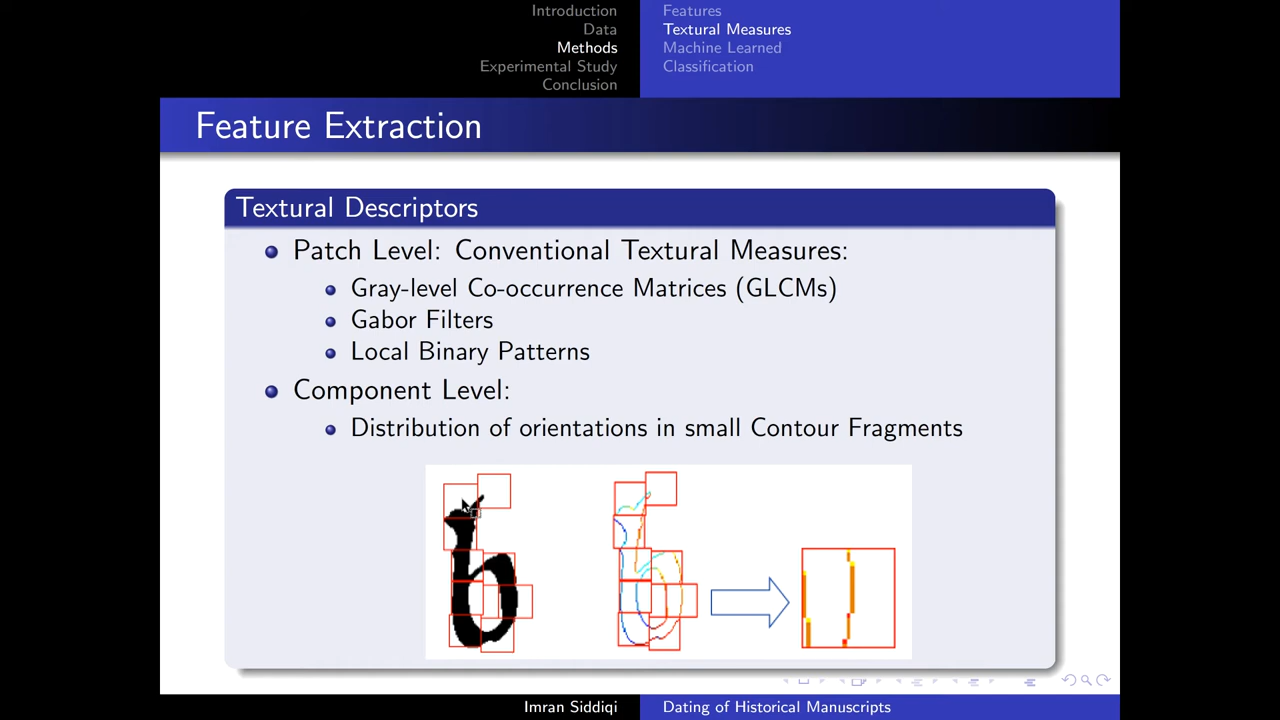 Introduction
Data
Methods
Experimental Study
Conclusion
Features
Textural Measures
Machine Learned
Classification
Feature Extraction
Textural Descriptors
Patch Level: Conventional Textural Measures:
Gray-level Co-occurrence Matrices (GLCMs)
Gabor Filters
Local Binary Patterns
Component Level:
Distribution of orientations in small Contour Fragments
b
b
Imran Siddiqi
Dating of Historical Manuscripts